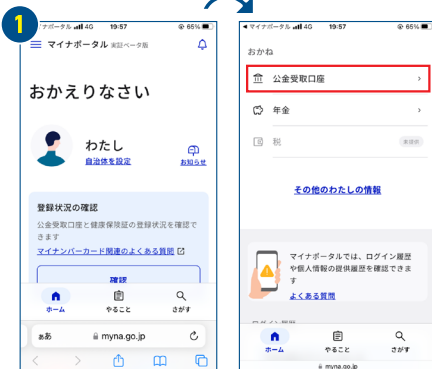 1
ナポータル 4G 19:57 65%
マイナポータル 実証ベータ版
おかえりなさい
わたし
自治体を設定
お知らせ
登録状況の確認
公金受取口座と健康保険証の登録状況を確認で
きます
マイナンバーカード関連のよくある質問
確認
ホーム やること さがす
ぁあ myna.go.jp
マイナポータル 4G 19:57 65%
おかね
公金受取口座
年金
税
その他のわたしの情報
マイナポータルでは、ログイン履歴
や個人情報の提供履歴を確認できま
す
よくある質問
ログイン履歴
ホーム やること さがす
myna.go.jp